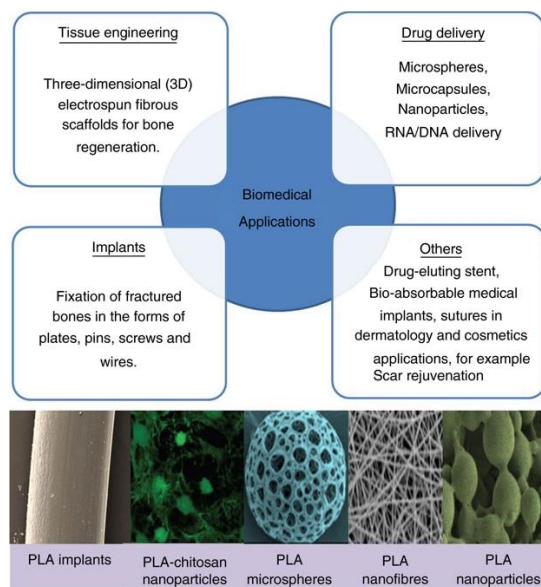 Tissue engineering
Three-dimensional (3D)
electrospun fibrous
scaffolds for bone
regeneration.
Drug delivery
Microspheres,
Microcapsules,
Nanoparticles,
RNA/DNA delivery
Biomedical
Applications
Implants
Fixation of fractured
bones in the forms of
plates, pins, screws and
wires.
Others
Drug-eluting stent,
Bio-absorbable medical
implants, sutures in
dermatology and cosmetics
applications, for example
Scar rejuvenation
PLA implants
PLA-chitosan
nanoparticles
PLA
microspheres
PLA
nanofibres
PLA
nanoparticles